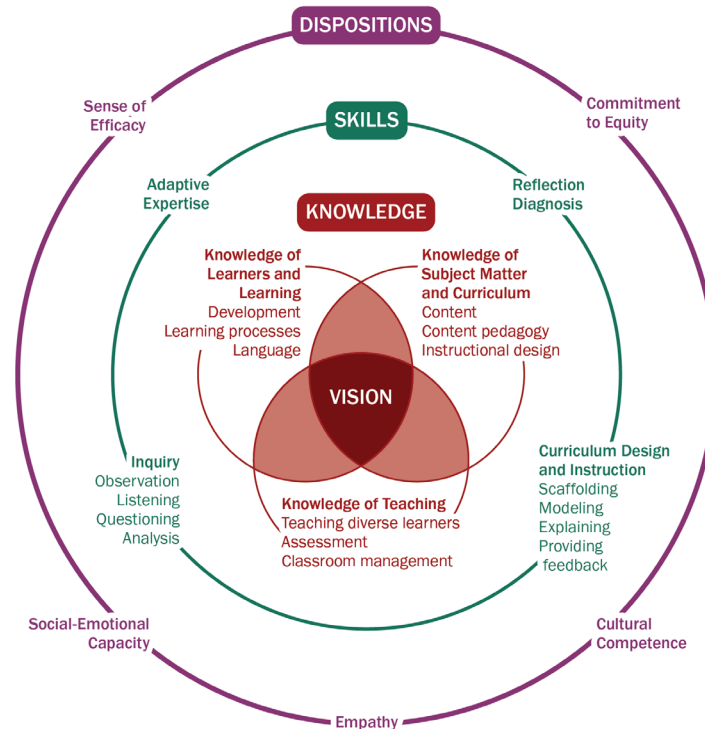 DISPOSITIONS
Sense of
Efficacy
Commitment
to Equity
SKILLS
Adaptive
Expertise
Reflection
Diagnosis
KNOWLEDGE
Knowledge of
Learners and
Learning
Development
Learning processes
Language
Knowledge of
Subject Matter
and Curriculum
Content
Content pedagogy
Instructional design
VISION
Inquiry
Observation
Listening
Questioning
Analysis
Curriculum Design
and Instruction
Scaffolding
Modeling
Explaining
Providing
feedback
Knowledge of Teaching
Teaching diverse learners
Assessment
Classroom management
Social-Emotional
Capacity
Cultural
Competence
Empathy